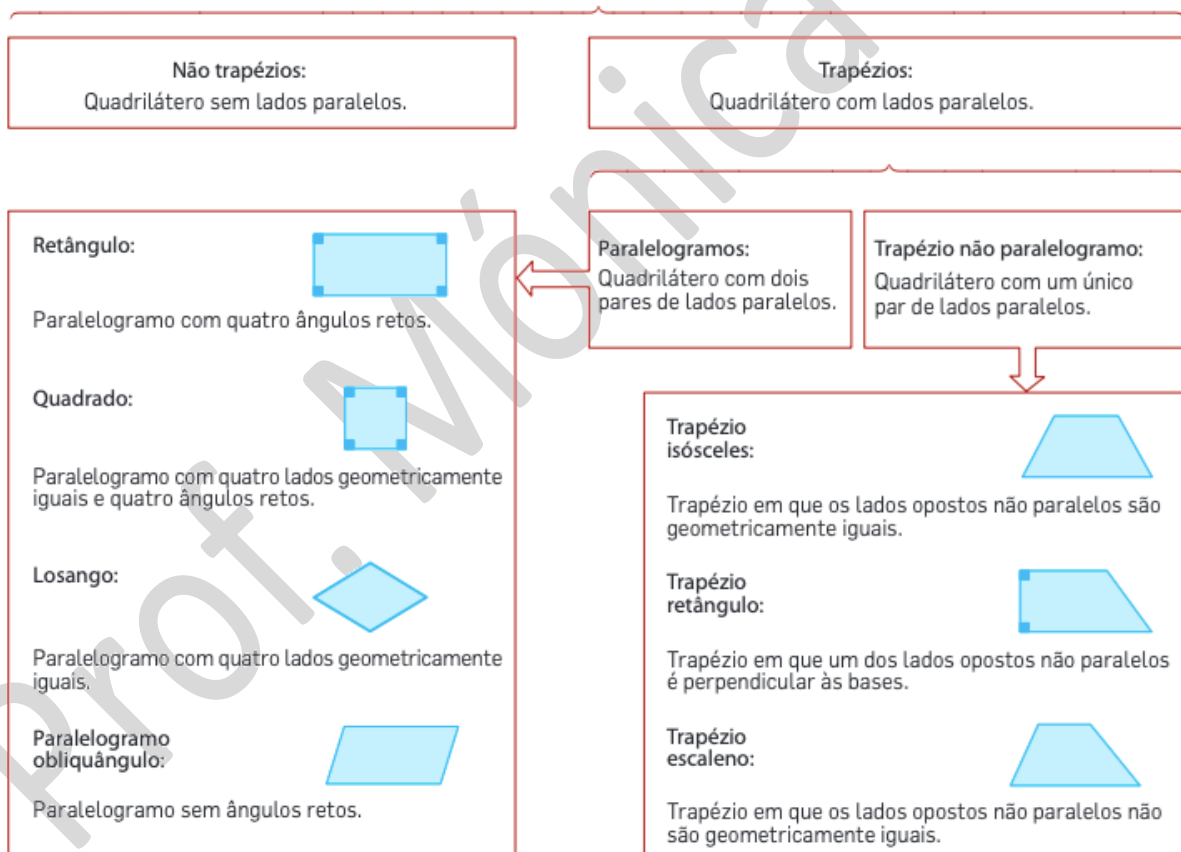 Não trapézios:
Quadrilátero sem lados paralelos.
Trapézios:
Quadrilátero com lados paralelos.
Paralelogramos:
Quadrilátero com dois
pares de lados paralelos.
Trapézio não paralelogramo:
Quadrilátero com um único
par de lados paralelos.
Retângulo:
Paralelogramo com quatro ângulos retos.
Quadrado:
Paralelogramo com quatro lados geometricamente
iguais e quatro ângulos retos.
Losango:
Paralelogramo com quatro lados geometricamente
iguais.
Paralelogramo
obliquângulo:
Paralelogramo sem ângulos retos.
Trapézio
isósceles:
Trapézio em que os lados opostos não paralelos são
geometricamente iguais.
Trapézio
retângulo:
Trapézio em que um dos lados opostos não paralelos
é perpendicular às bases.
Trapézio
escaleno:
Trapézio em que os lados opostos não paralelos não
são geometricamente iguais.
Prof. Mónica